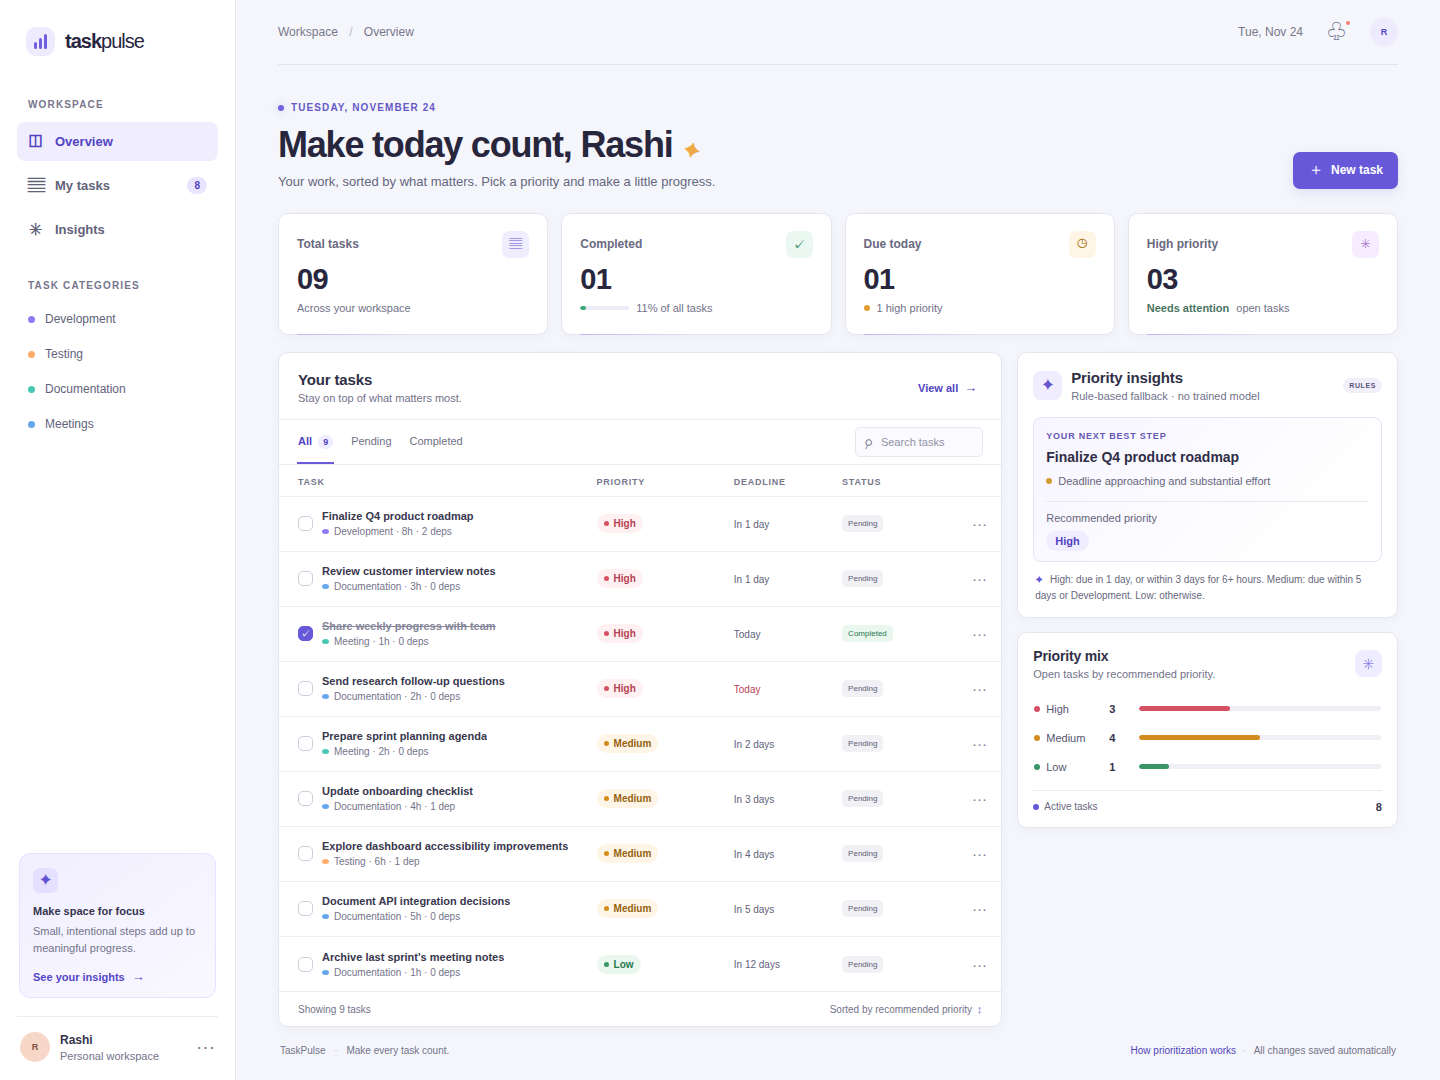 taskpulse
WORKSPACE
Overview
My tasks 8
Insights
TASK CATEGORIES
Development
Testing
Documentation
Meetings
Make space for focus
Small, intentional steps add up to
meaningful progress.
See your insights →
R
Rashi
Personal workspace
Workspace / Overview
Tue, Nov 24
R
TUESDAY, NOVEMBER 24
Make today count, Rashi
Your work, sorted by what matters. Pick a priority and make a little progress.
+ New task
Total tasks
09
Across your workspace
Completed
01
11% of all tasks
Due today
01
1 high priority
High priority
03
Needs attention open tasks
Your tasks
Stay on top of what matters most.
View all →
All 9 Pending Completed
Search tasks
TASK PRIORITY DEADLINE STATUS
Finalize Q4 product roadmap
Development · 8h · 2 deps
High In 1 day Pending
Review customer interview notes
Documentation · 3h · 0 deps
High In 1 day Pending
Share weekly progress with team
Meeting · 1h · 0 deps
High Today Completed
Send research follow-up questions
Documentation · 2h · 0 deps
High Today Pending
Prepare sprint planning agenda
Meeting · 2h · 0 deps
Medium In 2 days Pending
Update onboarding checklist
Documentation · 4h · 1 dep
Medium In 3 days Pending
Explore dashboard accessibility improvements
Testing · 6h · 1 dep
Medium In 4 days Pending
Document API integration decisions
Documentation · 5h · 0 deps
Medium In 5 days Pending
Archive last sprint's meeting notes
Documentation · 1h · 0 deps
Low In 12 days Pending
Showing 9 tasks
Sorted by recommended priority ↕
Priority insights
Rule-based fallback · no trained model
RULES
YOUR NEXT BEST STEP
Finalize Q4 product roadmap
Deadline approaching and substantial effort
Recommended priority
High
High: due in 1 day, or within 3 days for 6+ hours. Medium: due within 5
days or Development. Low: otherwise.
Priority mix
Open tasks by recommended priority.
High 3
Medium 4
Low 1
Active tasks 8
TaskPulse · Make every task count.
How prioritization works · All changes saved automatically